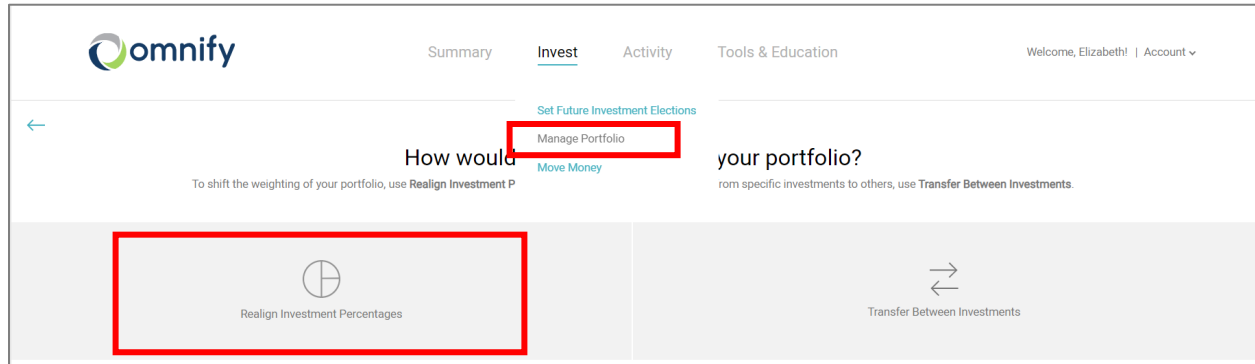 omnify
Summary
Invest
Activity
Tools & Education
Welcome, Elizabeth! | Account
Set Future Investment Elections
Manage Portfolio
Move Money
How would your portfolio?
To shift the weighting of your portfolio, use Realign Investment P rom specific investments to others, use Transfer Between Investments.
Realign Investment Percentages
Transfer Between Investments